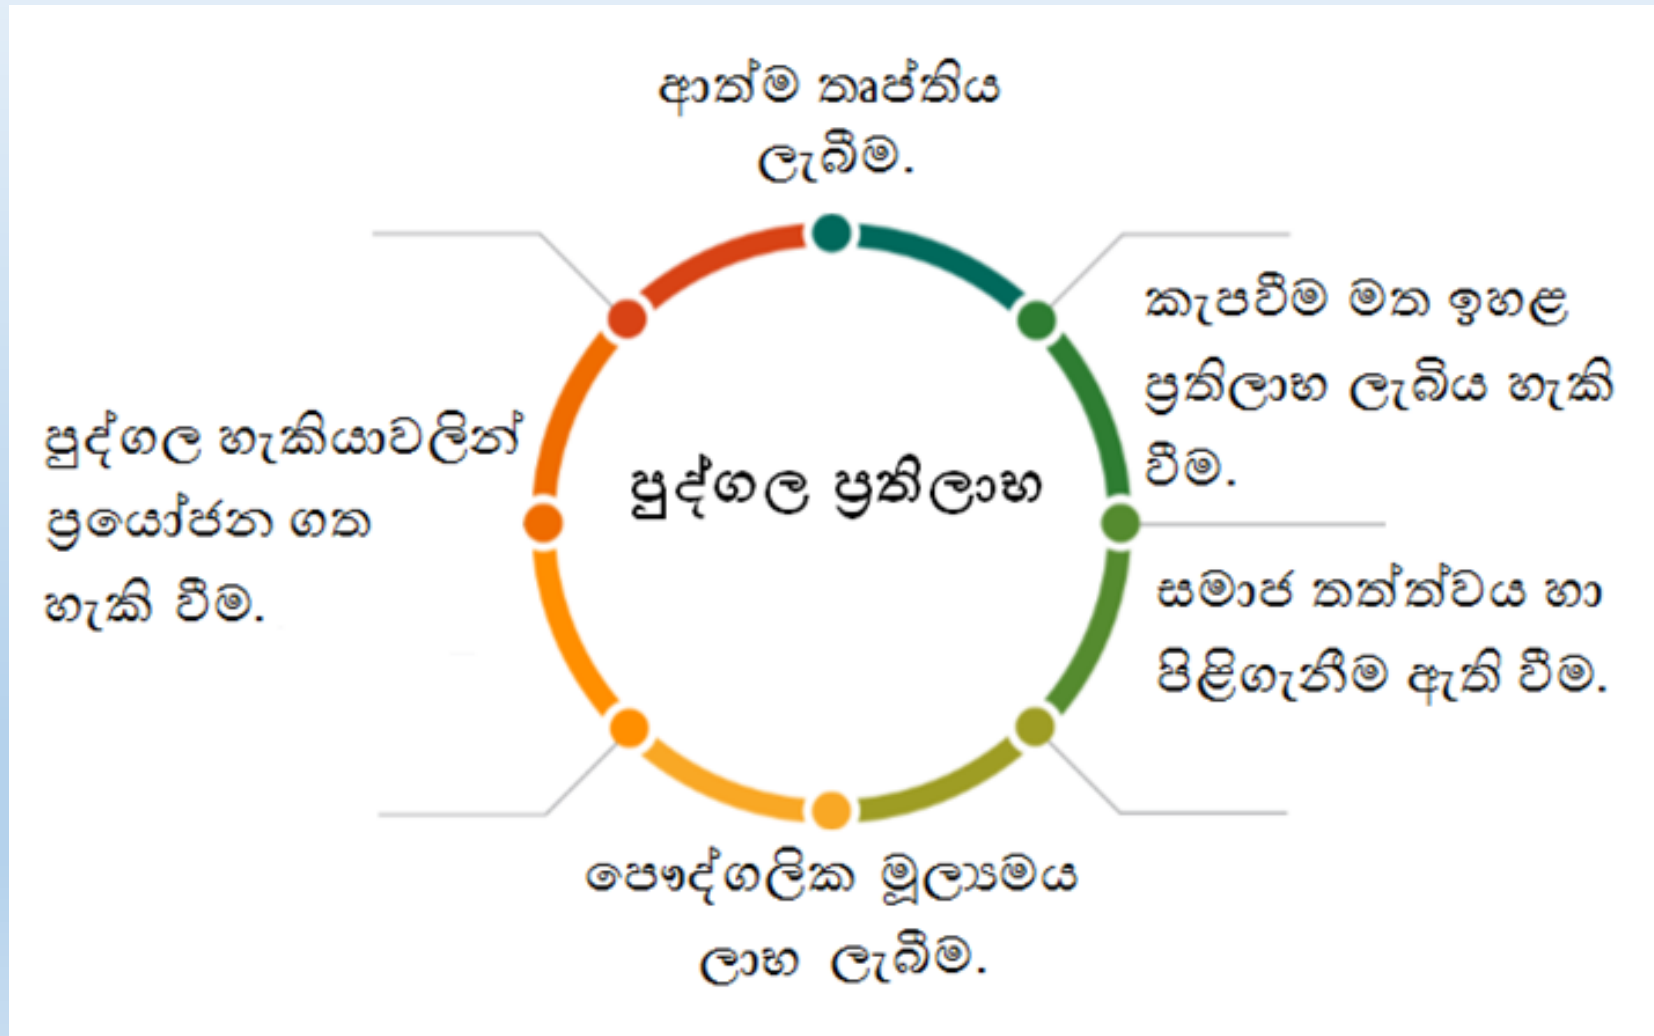 ආත්ම තෘප්තිය
ලැබීම.
කැපවීම මත ඉහළ
ප්‍රතිලාභ ලැබිය හැකි
වීම.
පුද්ගල හැකියාවලින්
ප්‍රයෝජන ගත
හැකි වීම.
පුද්ගල ප්‍රතිලාභ
සමාජ තත්ත්වය හා
පිළිගැනීම ඇති වීම.
පෞද්ගලික මූල්‍යමය
ලාභ ලැබීම.